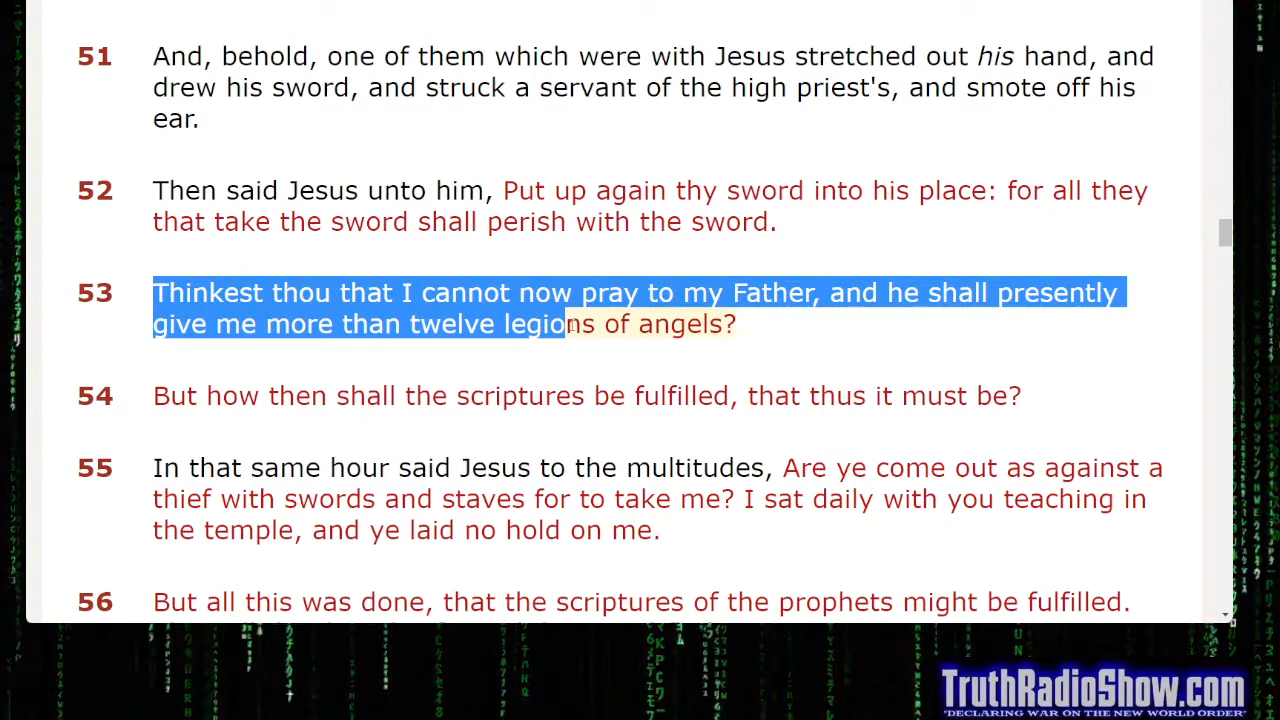 51 And, behold, one of them which were with Jesus stretched out his hand, and
drew his sword, and struck a servant of the high priest's, and smote off his
ear.
52 Then said Jesus unto him, Put up again thy sword into his place: for all they
that take the sword shall perish with the sword.
53 Thinkest thou that I cannot now pray to my Father, and he shall presently
give me more than twelve legions of angels?
54 But how then shall the scriptures be fulfilled, that thus it must be?
55 In that same hour said Jesus to the multitudes, Are ye come out as against a
thief with swords and staves for to take me? I sat daily with you teaching in
the temple, and ye laid no hold on me.
56 But all this was done, that the scriptures of the prophets might be fulfilled.
TruthRadioShow.com
"DECLARING WAR ON THE NEW WORLD ORDER"